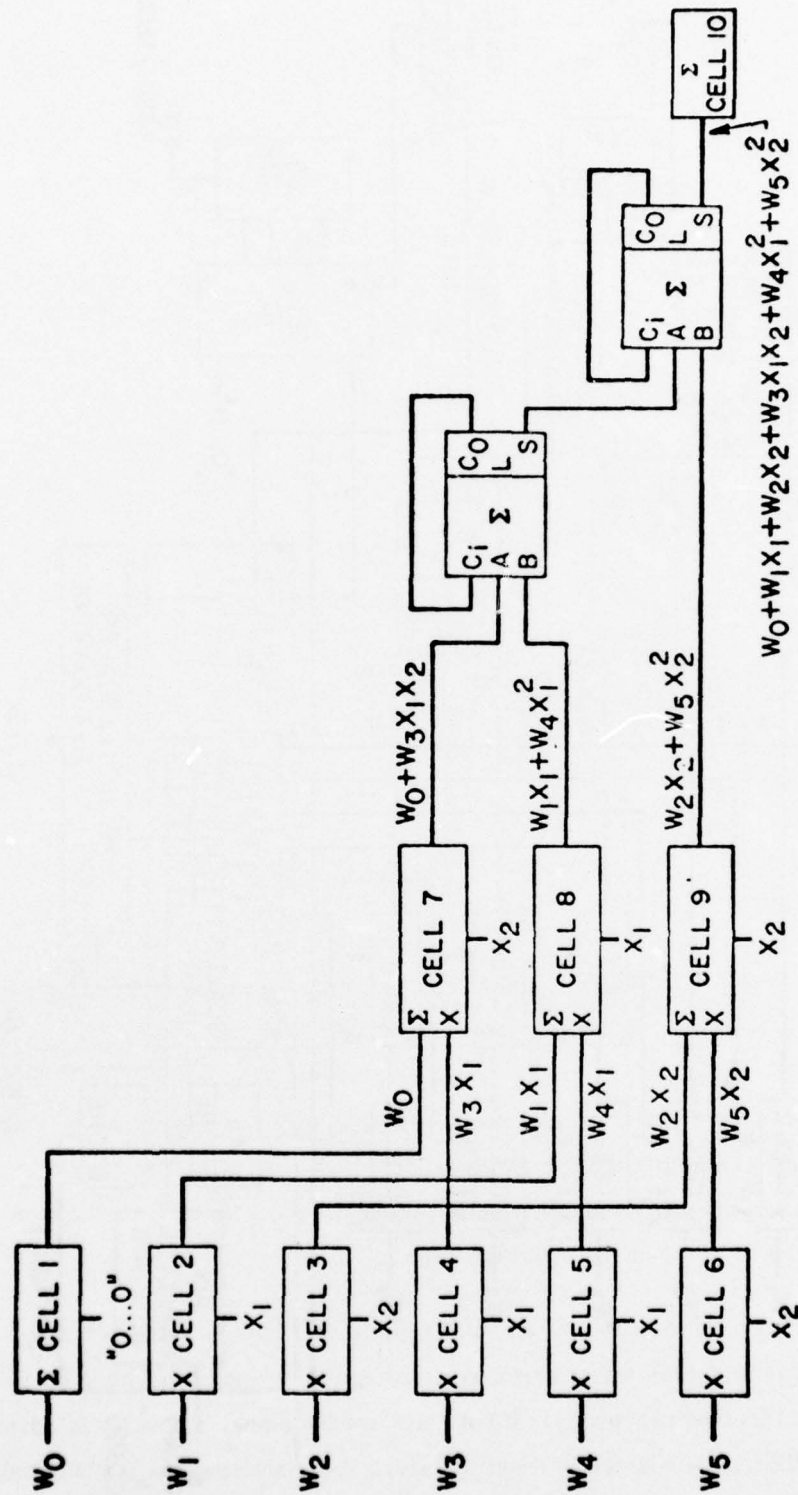 W0 Σ CELL 1
"0...0"
W1 X CELL 2
X1
W2 X CELL 3
X2
W3 X CELL 4
X1
W4 X CELL 5
X1
W5 X CELL 6
X2
W0
W3X1
W1X1
W4X1
W2X2
W5X2
Σ
X CELL 7
X2
Σ
X CELL 8
X1
Σ
X CELL 9
X2
W0+W3X1X2
W1X1+W4X1²
W2X2+W5X2²
Ci CO
A Σ L
B S
Ci CO
A Σ L
B S
Σ
CELL 10
W0+W1X1+W2X2+W3X1X2+W4X1²+W5X2²